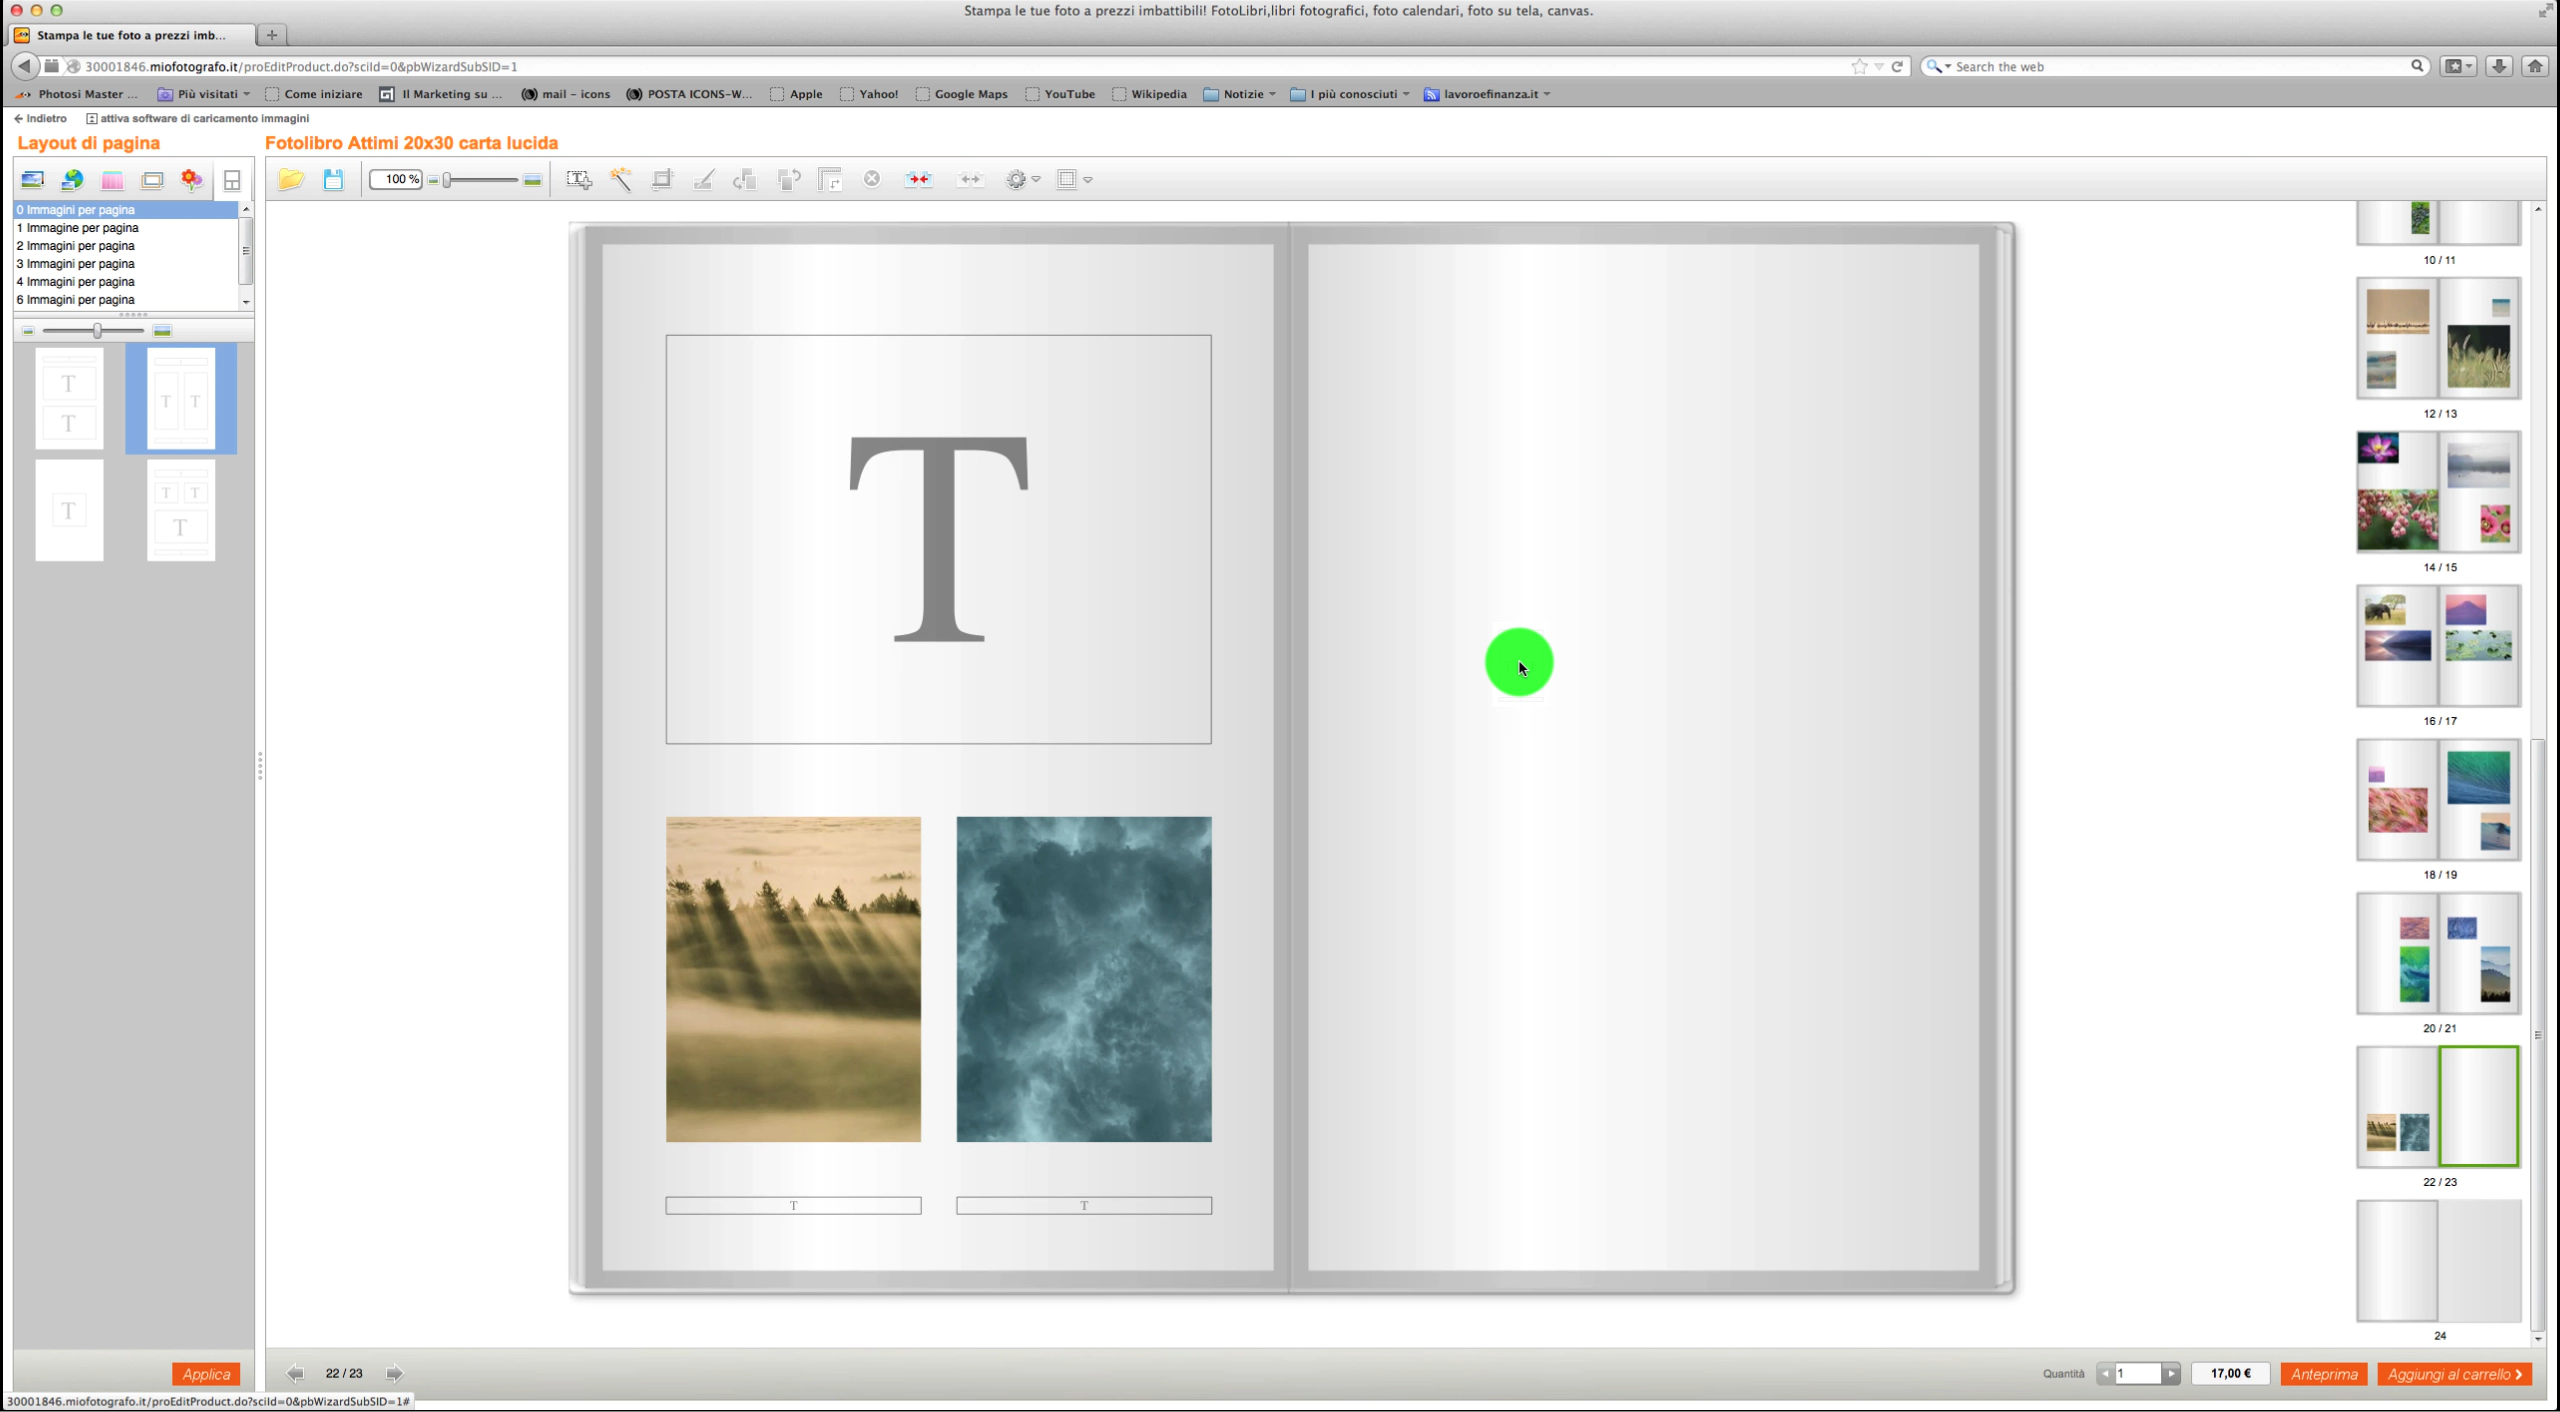 Stampa le tue foto a prezzi imbattibili! FotoLibri,libri fotografici, foto calendari, foto su tela, canvas.
Stampa le tue foto a prezzi imb...
30001846.miofotografo.it/proEditProduct.do?sciId=0&pbWizardSubSID=1
Search the web
Photosi Master ... Più visitati Come iniziare Il Marketing su ... mail – icons POSTA ICONS–W... Apple Yahoo! Google Maps YouTube Wikipedia Notizie I più conosciuti lavoroefinanza.it
Indietro attiva software di caricamento immagini
Layout di pagina
Fotolibro Attimi 20x30 carta lucida
100 %
0 Immagini per pagina
1 Immagine per pagina
2 Immagini per pagina
3 Immagini per pagina
4 Immagini per pagina
6 Immagini per pagina
T
T
T T
T
T T
T
T
T T
10 / 11
12 / 13
14 / 15
16 / 17
18 / 19
20 / 21
22 / 23
24
Applica
22 / 23
Quantità
1
17,00 €
Anteprima
Aggiungi al carrello
30001846.miofotografo.it/proEditProduct.do?sciId=0&pbWizardSubSID=1#